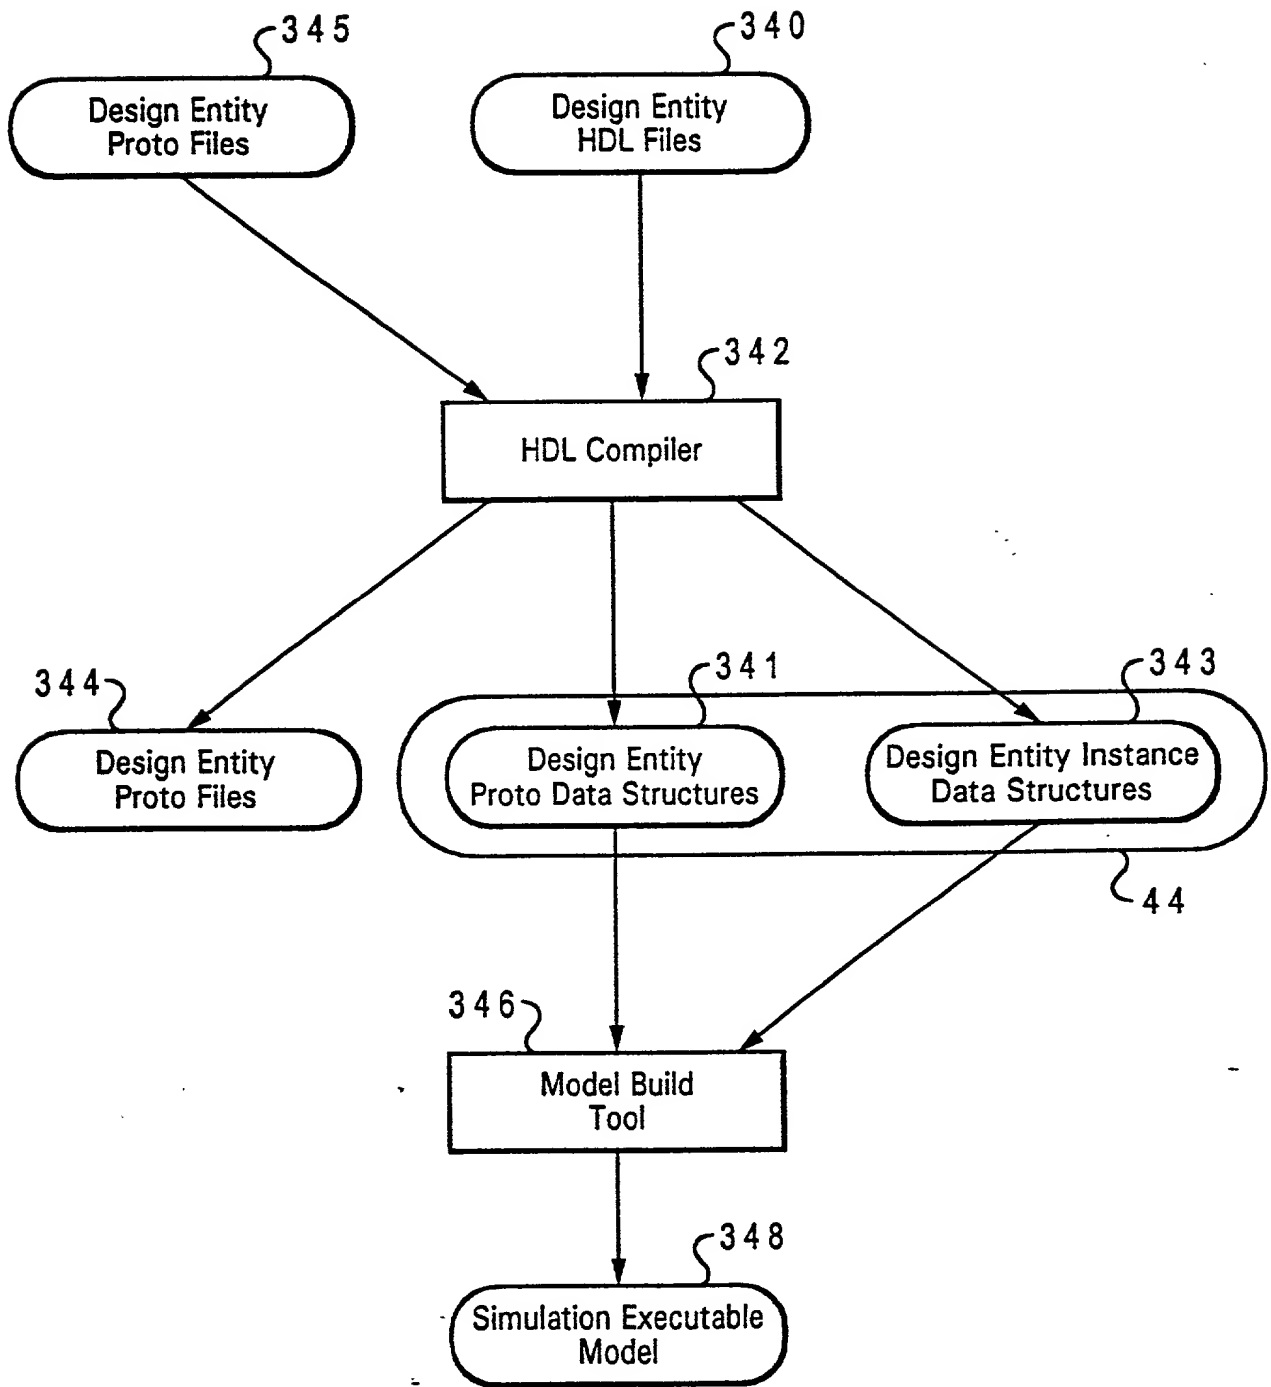 345
340
Design Entity
Proto Files
Design Entity
HDL Files
342
HDL Compiler
344
341
343
Design Entity
Proto Files
Design Entity
Proto Data Structures
Design Entity Instance
Data Structures
44
346
Model Build
Tool
348
Simulation Executable
Model